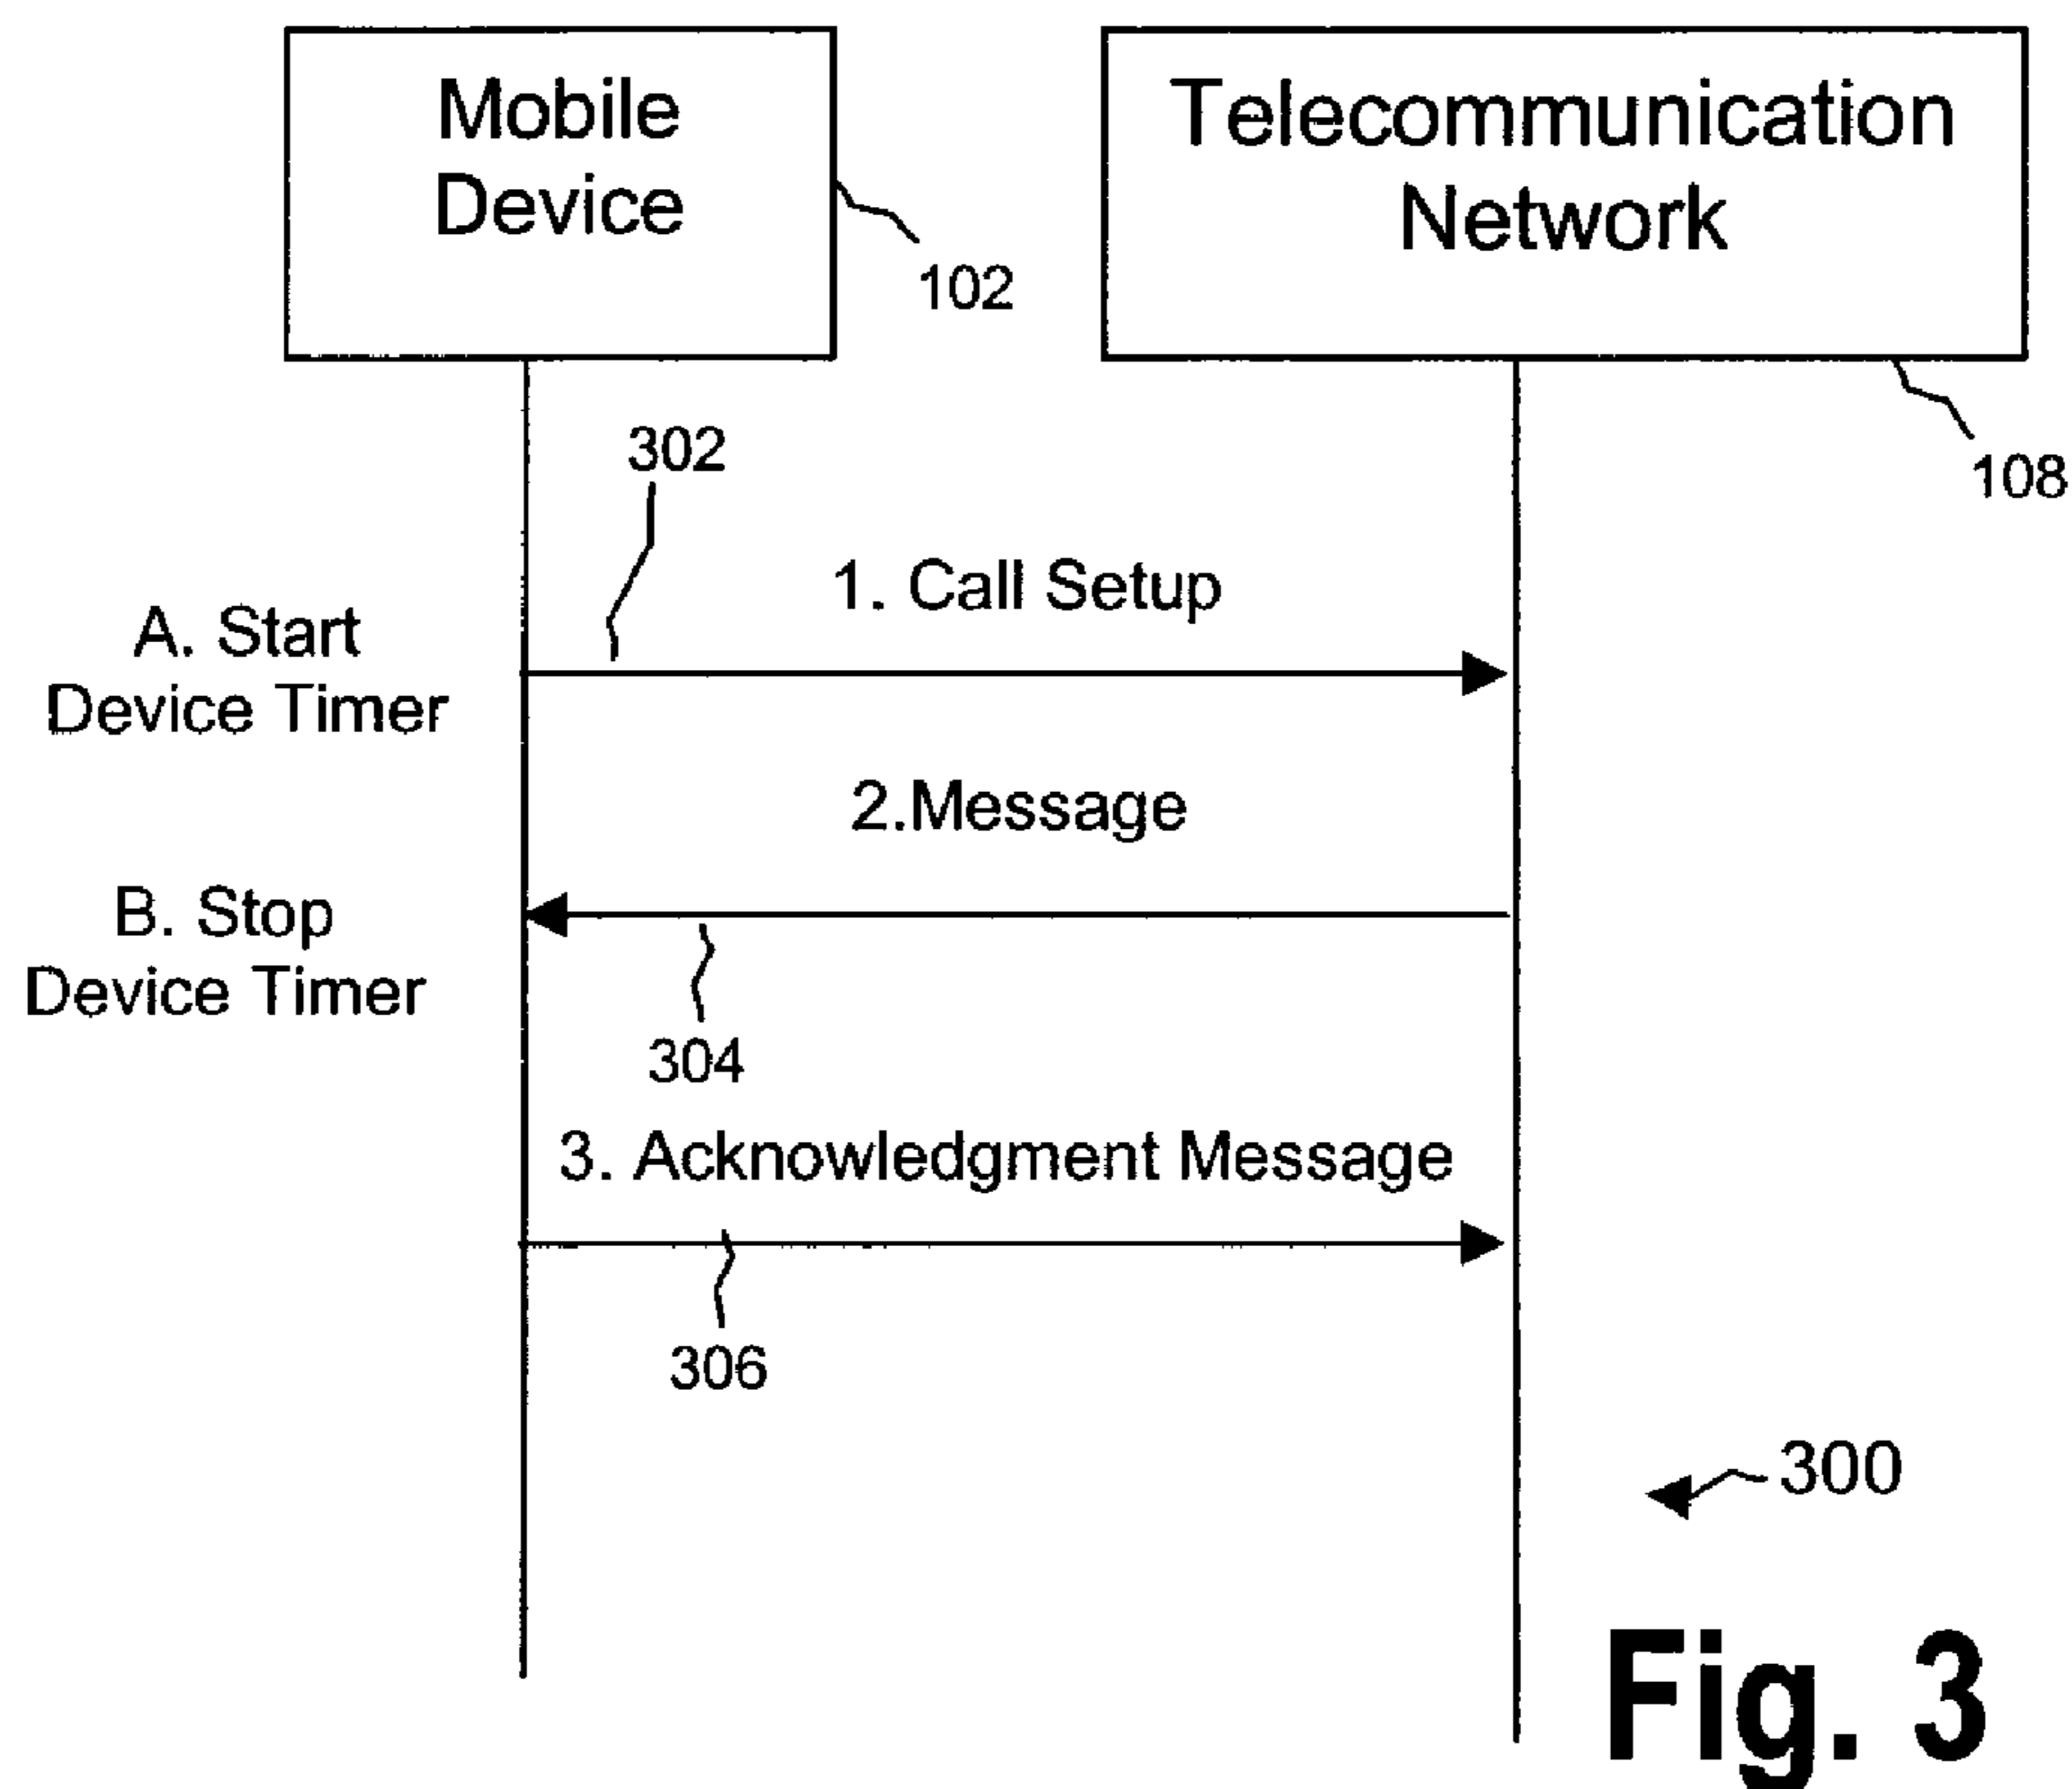 Mobile
Device
Telecommunication
Network
102
108
302
1. Call Setup
A. Start
Device Timer
2.Message
B. Stop
Device Timer
304
3. Acknowledgment Message
306
300
Fig. 3